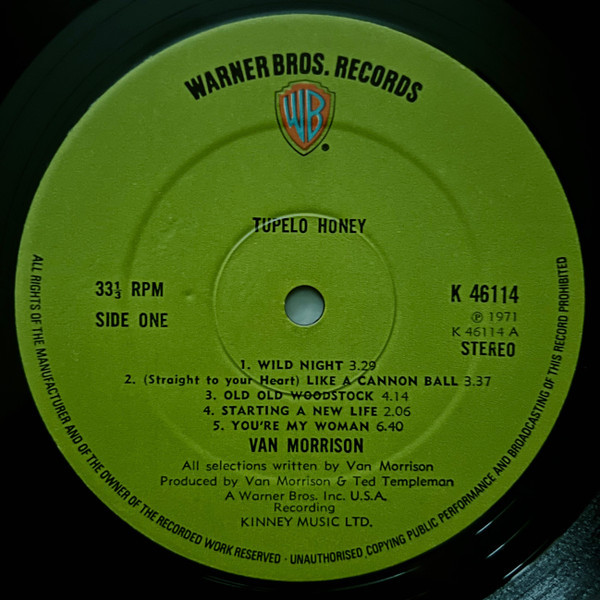 WARNER BROS. RECORDS
WB
TUPELO HONEY
33⅓ RPM
SIDE ONE
K 46114
℗ 1971
K 46114 A
STEREO
1. WILD NIGHT 3.29
2. (Straight to your Heart) LIKE A CANNON BALL 3.37
3. OLD OLD WOODSTOCK 4.14
4. STARTING A NEW LIFE 2.06
5. YOU'RE MY WOMAN 6.40
VAN MORRISON
All selections written by Van Morrison
Produced by Van Morrison & Ted Templeman
A Warner Bros. Inc. U.S.A.
Recording
KINNEY MUSIC LTD.
ALL RIGHTS OF THE MANUFACTURER AND OF THE OWNER OF THE RECORDED WORK RESERVED · UNAUTHORISED COPYING PUBLIC PERFORMANCE AND BROADCASTING OF THIS RECORD PROHIBITED